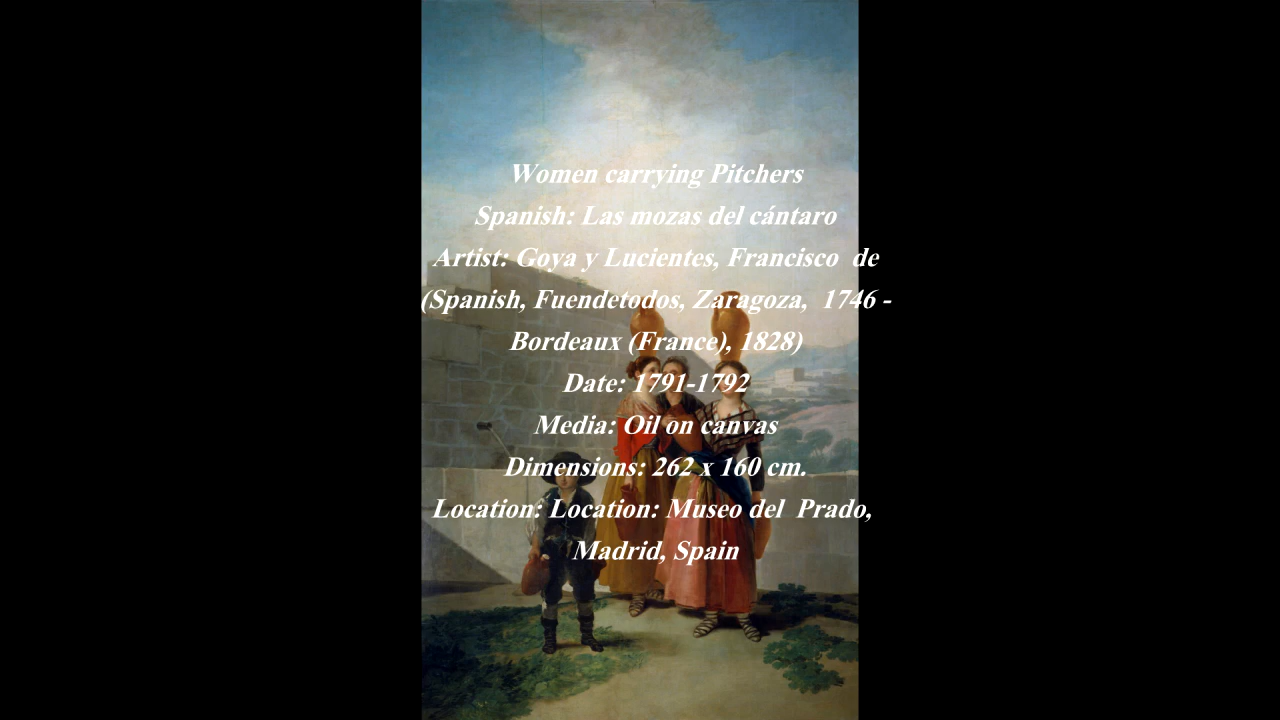 Women carrying Pitchers
Spanish: Las mozas del cántaro
Artist: Goya y Lucientes, Francisco de
(Spanish, Fuendetodos, Zaragoza, 1746 -
Bordeaux (France), 1828)
Date: 1791-1792
Media: Oil on canvas
Dimensions: 262 x 160 cm.
Location: Location: Museo del Prado,
Madrid, Spain